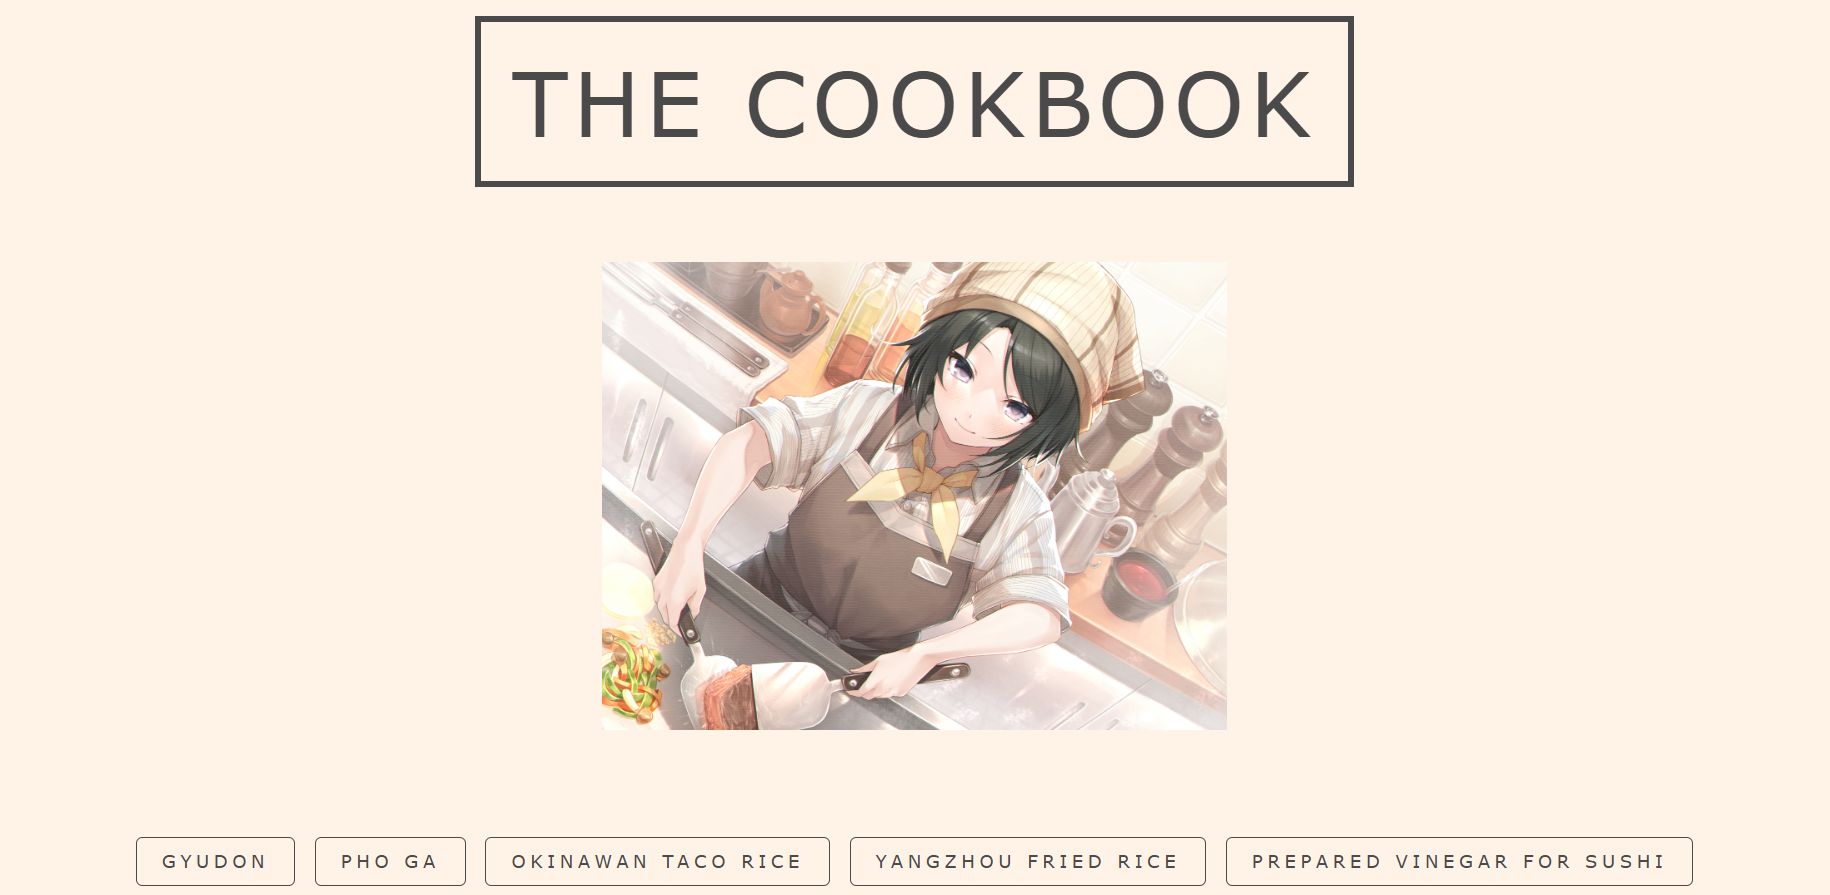 THE COOKBOOK
GYUDON
PHO GA
OKINAWAN TACO RICE
YANGZHOU FRIED RICE
PREPARED VINEGAR FOR SUSHI